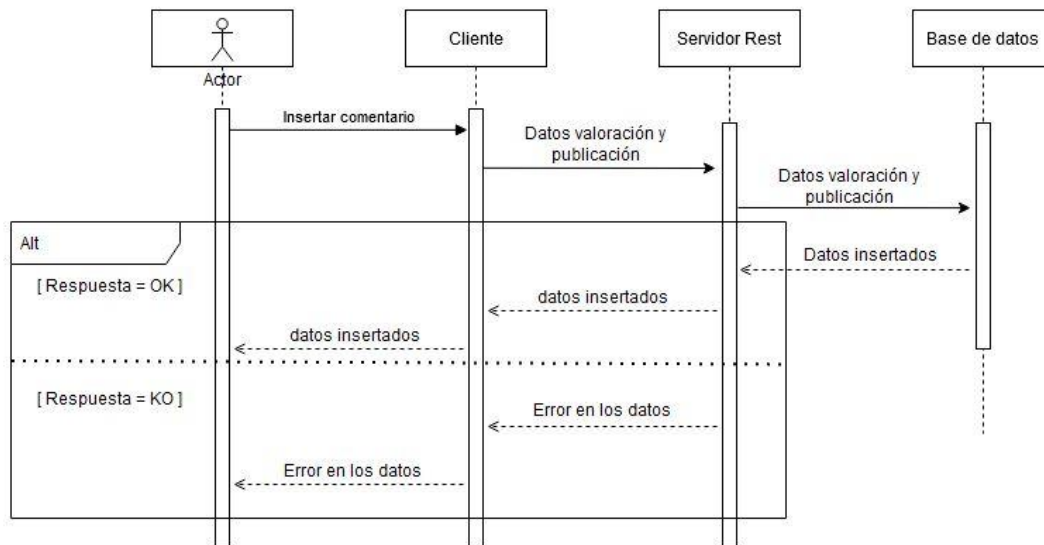 Actor
Cliente
Servidor Rest
Base de datos
Insertar comentario
Datos valoración y
publicación
Datos valoración y
publicación
Alt
Datos insertados
[ Respuesta = OK ]
datos insertados
datos insertados
[ Respuesta = KO ]
Error en los datos
Error en los datos